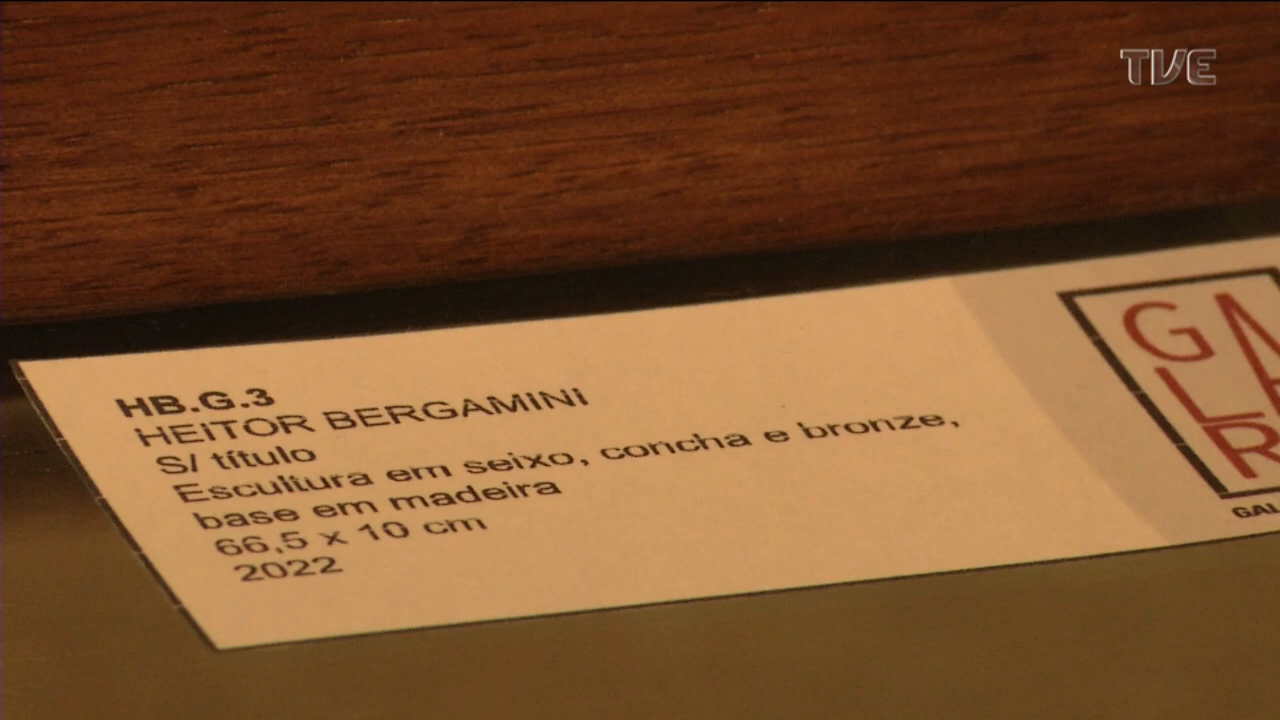 TVE
HB.G.3
HEITOR BERGAMINI
S/ título
Escultura em seixo, concha e bronze,
base em madeira
66,5 x 10 cm
2022